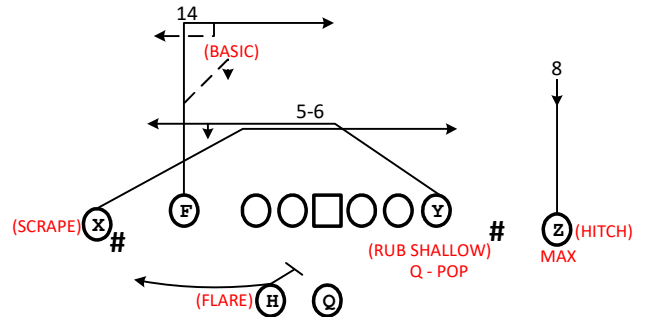 14
(BASIC)
8
5-6
(SCRAPE)
X
#
F
Y
#
Z
(HITCH)
MAX
(RUB SHALLOW)
Q - POP
(FLARE)
H
Q